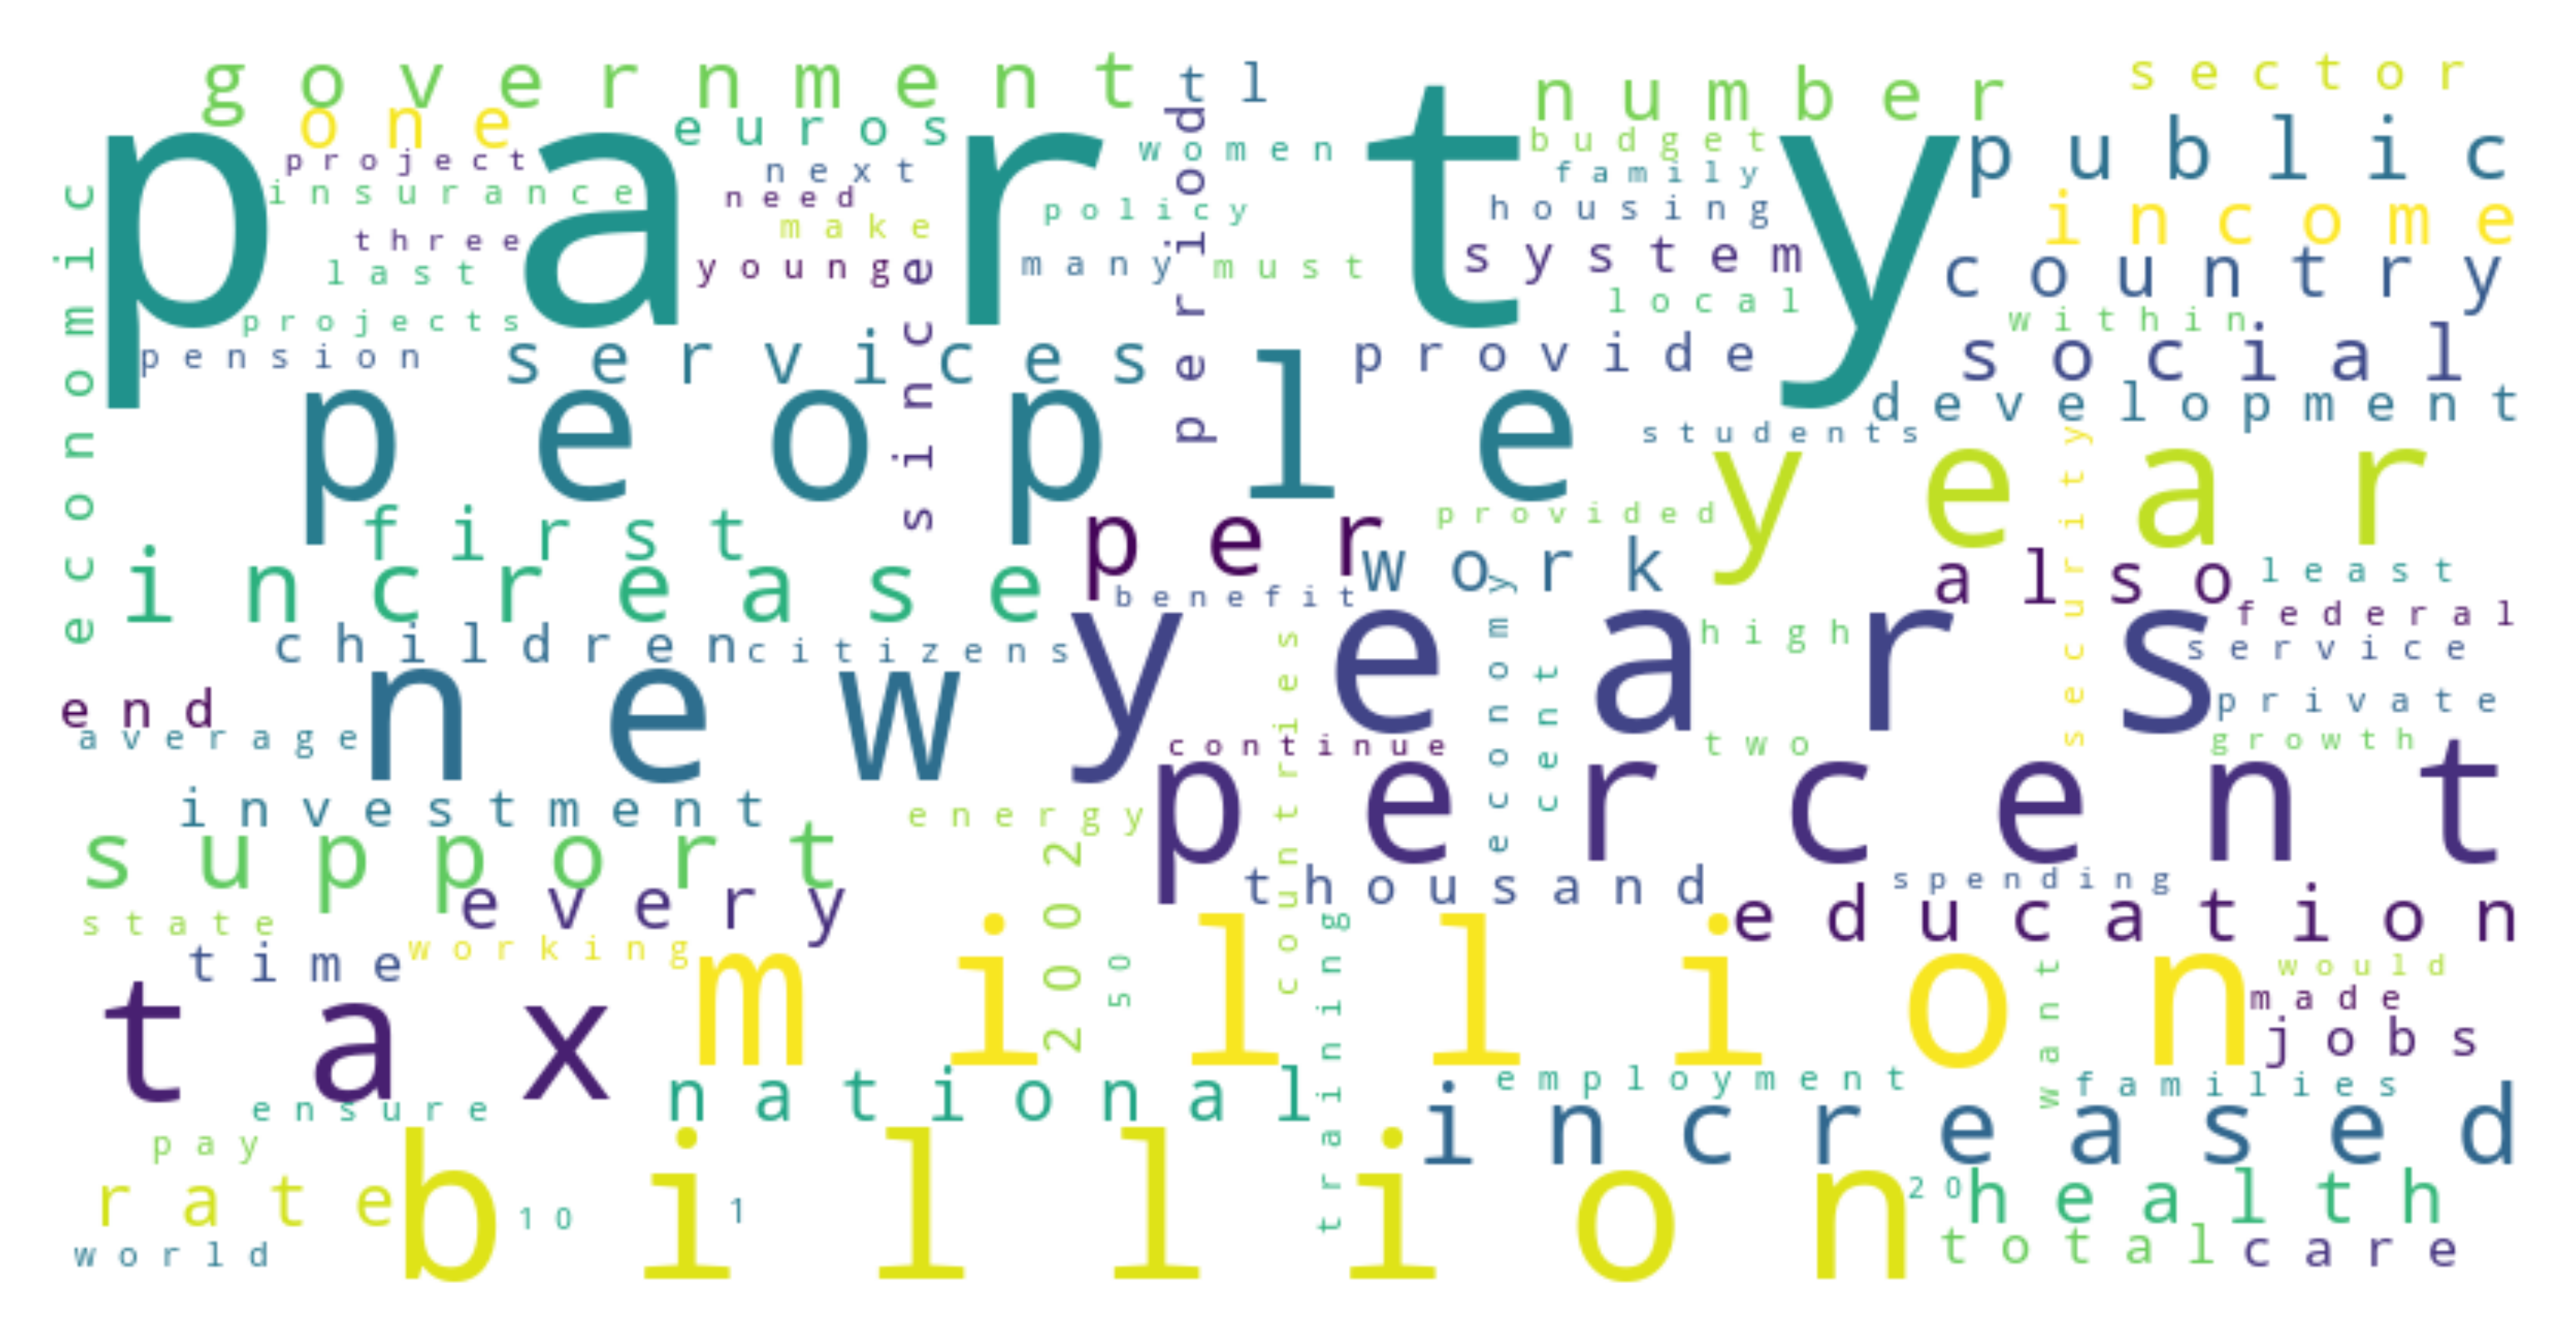 government
tl
number
sector
one
euros
project
next
women
budget
public
party
insurance
need
policy
family
housing
income
three
make
system
country
last
young
many
must
local
projects
within
pension
services
since
period
provide
social
development
economic
people
students
year
first
per
provided
work
also
least
increase
benefit
federal
children
citizens
years
high
service
end
new
economy
cent
security
private
average
continue
two
growth
investment
energy
percent
countries
support
every
2002
thousand
spending
education
state
time
working
million
50
training
want
would
made
jobs
tax
national
employment
families
ensure
increased
pay
rate
billion
10
1
20
health
world
total
care